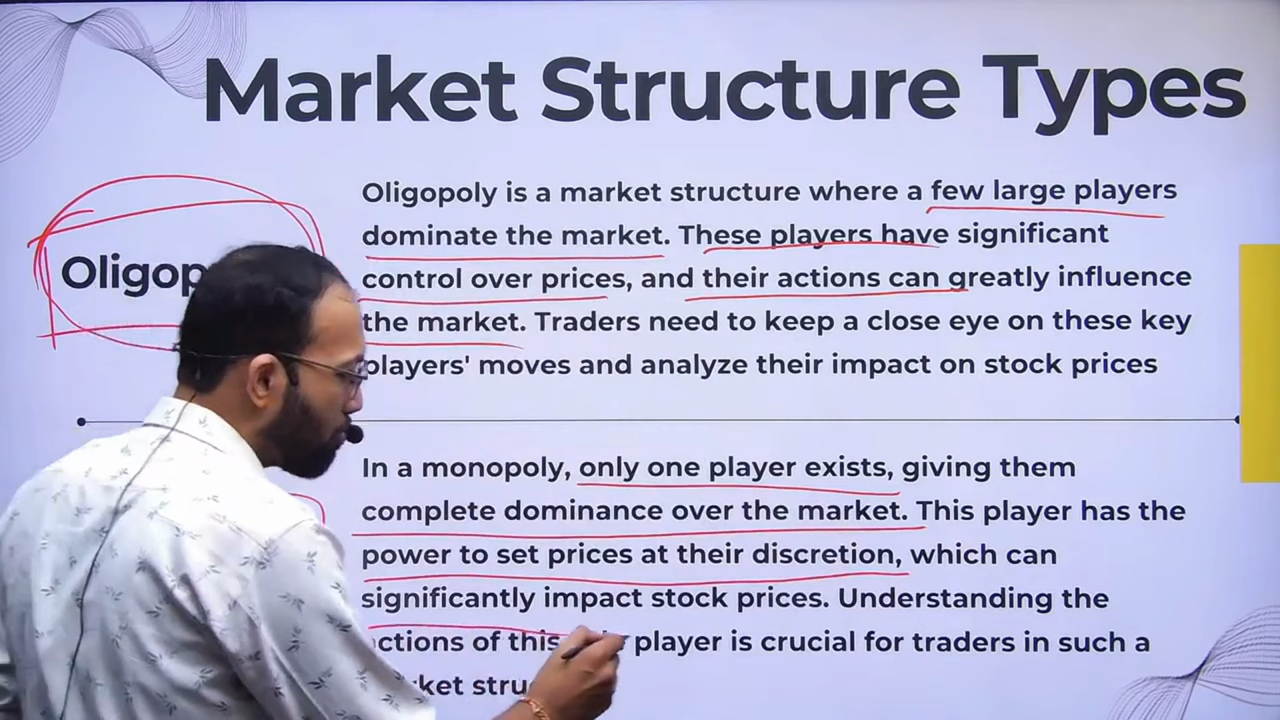 Market Structure Types
Oligopoly is a market structure where a few large players
dominate the market. These players have significant
control over prices, and their actions can greatly influence
the market. Traders need to keep a close eye on these key
players' moves and analyze their impact on stock prices
In a monopoly, only one player exists, giving them
complete dominance over the market. This player has the
power to set prices at their discretion, which can
significantly impact stock prices. Understanding the
of this player is crucial for traders in such a